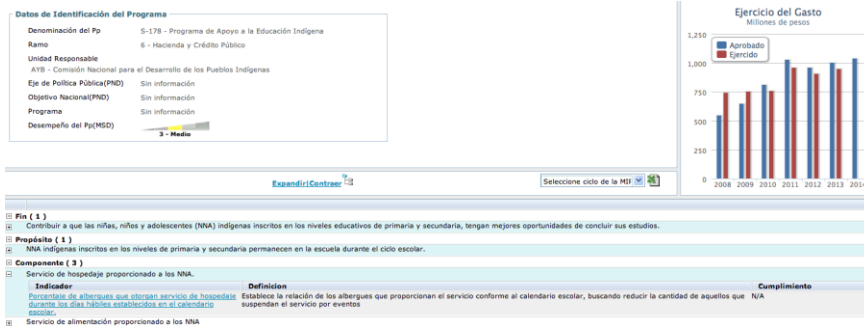 Datos de Identificación del Programa
Denominación del Pp S-178 - Programa de Apoyo a la Educación Indígena
Ramo 6 - Hacienda y Crédito Público
Unidad Responsable
AYB - Comisión Nacional para el Desarrollo de los Pueblos Indígenas
Eje de Política Pública(PND) Sin información
Objetivo Nacional(PND) Sin información
Programa Sin información
Desempeño del Pp(MSD)
3 - Medio
Ejercicio del Gasto
Millones de pesos
1,250
1,000
750
500
250
0
Aprobado
Ejercido
2008 2009 2010 2011 2012 2013 2014
Expandir|Contraer
Seleccione ciclo de la MIR
Fin ( 1 )
Contribuir a que las niñas, niños y adolescentes (NNA) indígenas inscritos en los niveles educativos de primaria y secundaria, tengan mejores oportunidades de concluir sus estudios.
Propósito ( 1 )
NNA indígenas inscritos en los niveles de primaria y secundaria permanecen en la escuela durante el ciclo escolar.
Componente ( 3 )
Servicio de hospedaje proporcionado a los NNA.
Indicador Definicion Cumplimiento
Porcentaje de albergues que otorgan servicio de hospedaje Establece la relación de los albergues que proporcionan el servicio conforme al calendario escolar, buscando reducir la cantidad de aquellos que N/A
durante los días hábiles establecidos en el calendario suspendan el servicio por eventos
escolar.
Servicio de alimentación proporcionado a los NNA